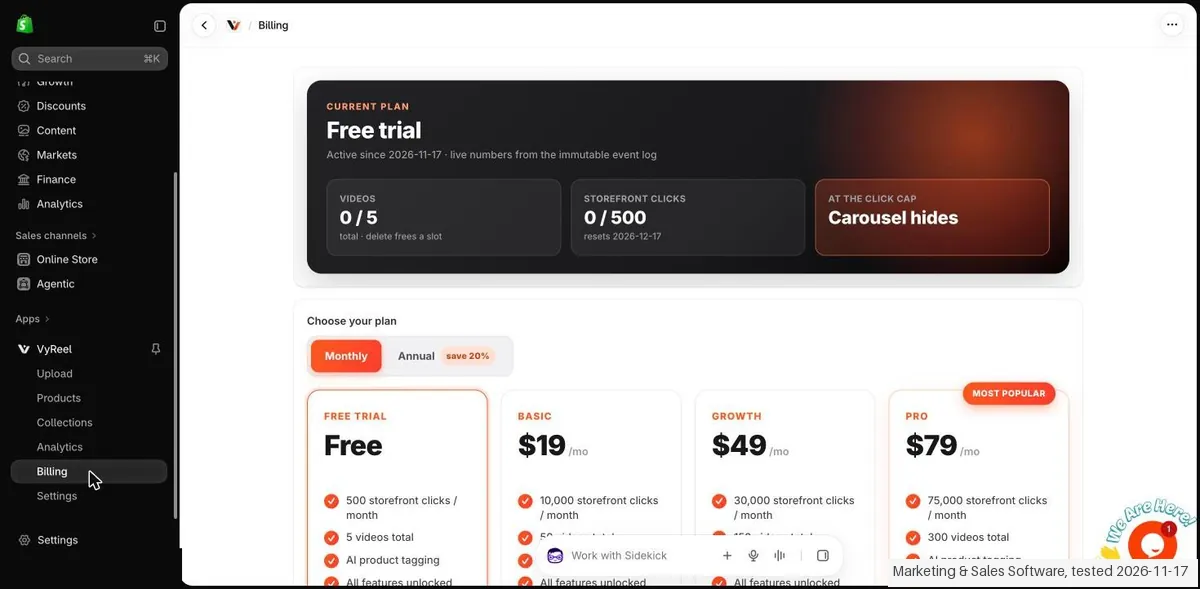 Search ⌘K
Growth
Discounts
Content
Markets
Finance
Analytics
Sales channels
Online Store
Agentic
Apps
VyReel
Upload
Products
Collections
Analytics
Billing
Settings
Settings
/ Billing
CURRENT PLAN
Free trial
Active since 2026-11-17 · live numbers from the immutable event log
VIDEOS
0 / 5
total · delete frees a slot
STOREFRONT CLICKS
0 / 500
resets 2026-12-17
AT THE CLICK CAP
Carousel hides
Choose your plan
Monthly
Annual save 20%
FREE TRIAL
Free
500 storefront clicks /
month
5 videos total
AI product tagging
All features unlocked
BASIC
$19 /mo
10,000 storefront clicks
/ month
All features unlocked
GROWTH
$49 /mo
30,000 storefront clicks
/ month
All features unlocked
MOST POPULAR
PRO
$79 /mo
75,000 storefront clicks
/ month
300 videos total
AI product tagging
Work with Sidekick
We Are Here!
1
Marketing & Sales Software, tested 2026-11-17